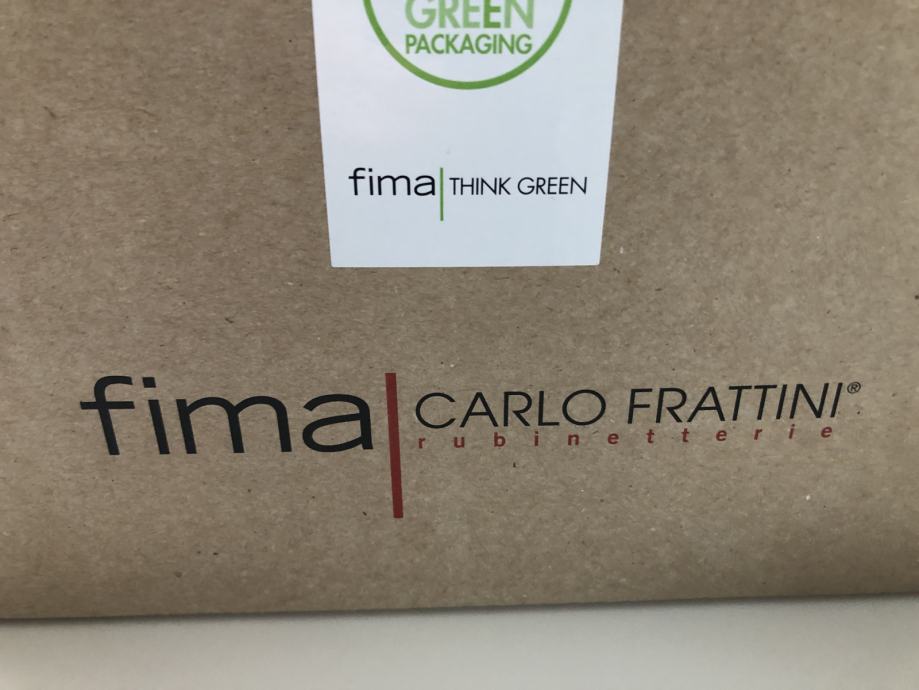 GREEN
PACKAGING
fima THINK GREEN
fima CARLO FRATTINI®
rubinetterie